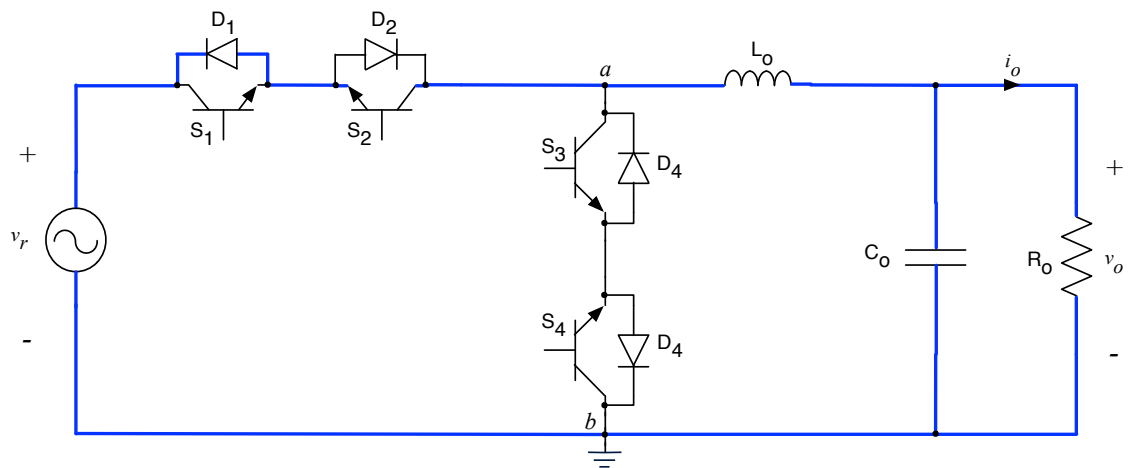 D1
D2
S1
S2
a
Lo
io
+
vr
-
S3
D4
S4
D4
b
Co
Ro
+
vo
-